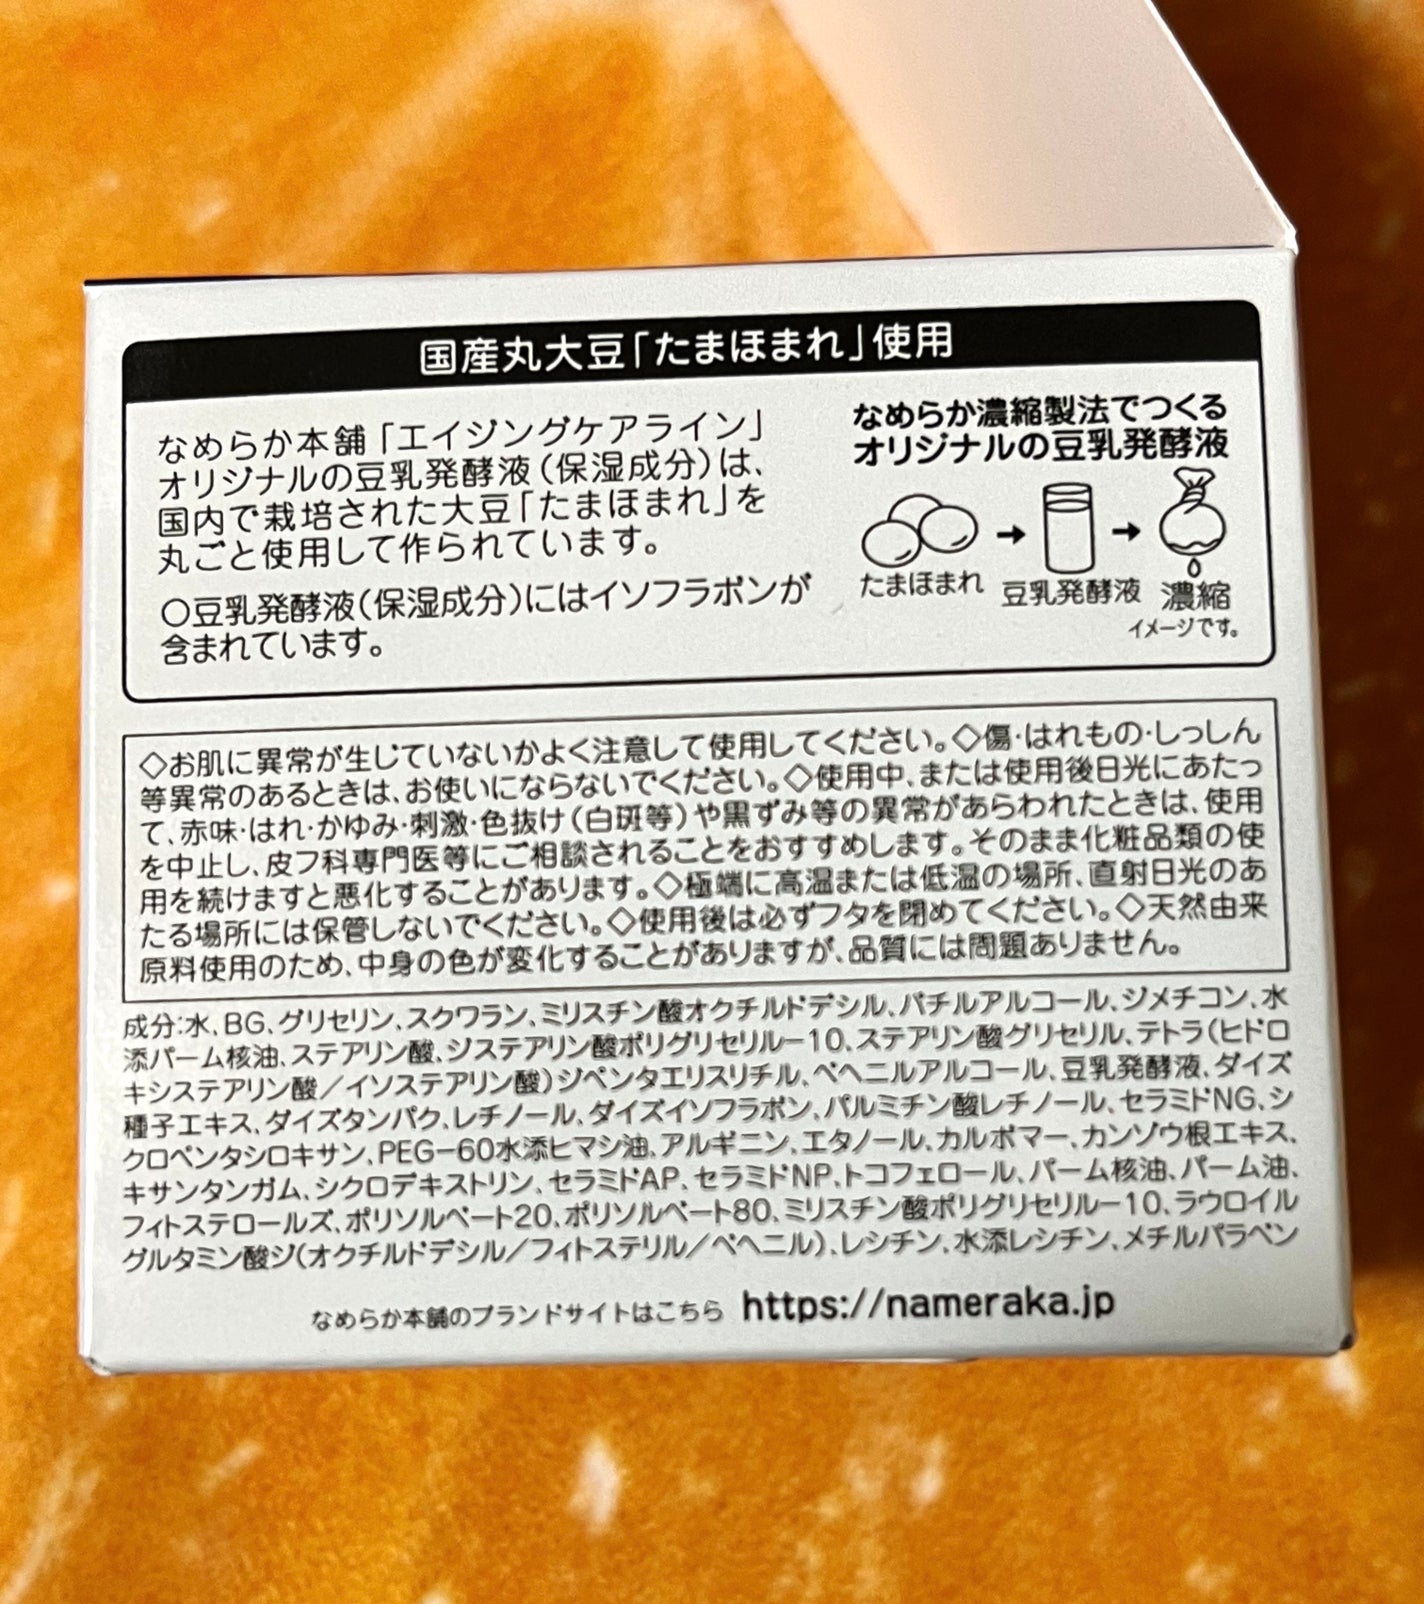 国産丸大豆「たまほまれ」使用
なめらか本舗「エイジングケアライン」
オリジナルの豆乳発酵液(保湿成分)は、
国内で栽培された大豆「たまほまれ」を
丸ごと使用して作られています。
○豆乳発酵液(保湿成分)にはイソフラボンが
含まれています。
なめらか濃縮製法でつくる
オリジナルの豆乳発酵液
たまほまれ
豆乳発酵液
濃縮
イメージです。
◇お肌に異常が生じていないかよく注意して使用してください。◇傷・はれもの・しっしん
等異常のあるときは、お使いにならないでください。◇使用中、または使用後日光にあたっ
て、赤味・はれ・かゆみ・刺激・色抜け(白斑等)や黒ずみ等の異常があらわれたときは、使用
を中止し、皮フ科専門医等にご相談されることをおすすめします。そのまま化粧品類の使
用を続けますと悪化することがあります。◇極端に高温または低温の場所、直射日光のあ
たる場所には保管しないでください。◇使用後は必ずフタを閉めてください。◇天然由来
原料使用のため、中身の色が変化することがありますが、品質には問題ありません。
成分:水、BG、グリセリン、スクワラン、ミリスチン酸オクチルドデシル、バチルアルコール、ジメチコン、水
添パーム核油、ステアリン酸、ジステアリン酸ポリグリセリル-10、ステアリン酸グリセリル、テトラ(ヒドロ
キシステアリン酸/イソステアリン酸)ジペンタエリスリチル、ベヘニルアルコール、豆乳発酵液、ダイズ
種子エキス、ダイズタンパク、レチノール、ダイズイソフラボン、パルミチン酸レチノール、セラミドNG、シ
クロペンタシロキサン、PEG-60水添ヒマシ油、アルギニン、エタノール、カルボマー、カンゾウ根エキス、
キサンタンガム、シクロデキストリン、セラミドAP、セラミドNP、トコフェロール、パーム核油、パーム油、
フィトステロールズ、ポリソルベート20、ポリソルベート80、ミリスチン酸ポリグリセリル-10、ラウロイル
グルタミン酸ジ(オクチルドデシル/フィトステリル/ベヘニル)、レシチン、水添レシチン、メチルパラベン
なめらか本舗のブランドサイトはこちら https://nameraka.jp